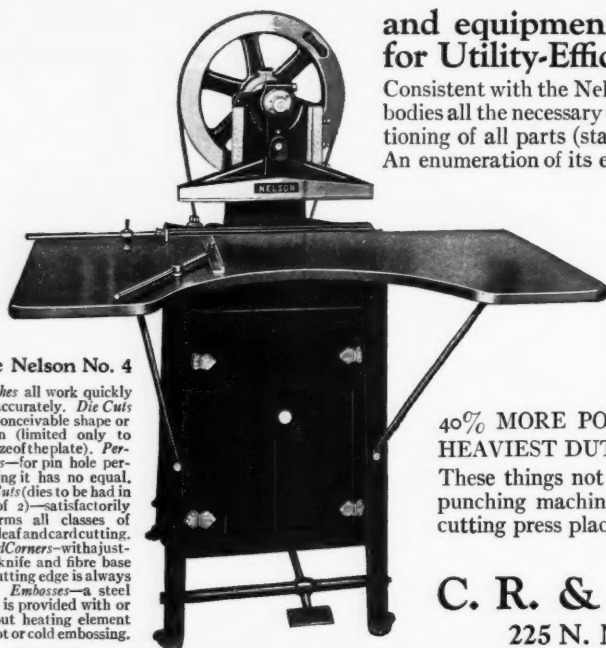 and equipmen
for Utility-Effic
Consistent with the Nel
bodies all the necessary
tioning of all parts (sta
An enumeration of its e
NELSON
e Nelson No. 4
hes all work quickly
accurately. Die Cuts
onceivable shape or
n (limited only to
ize of the plate). Per-
s—for pin hole per-
ng it has no equal.
Cuts (dies to be had in
of 2)—satisfactorily
rms all classes of
leaf and card cutting.
dCorners—with a just-
knife and fibre base
utting edge is always
Embosses—a steel
is provided with or
out heating element
ot or cold embossing.
40% MORE PO
HEAVIEST DUT
These things not
punching machin
cutting press plac
C. R. &
225 N. M